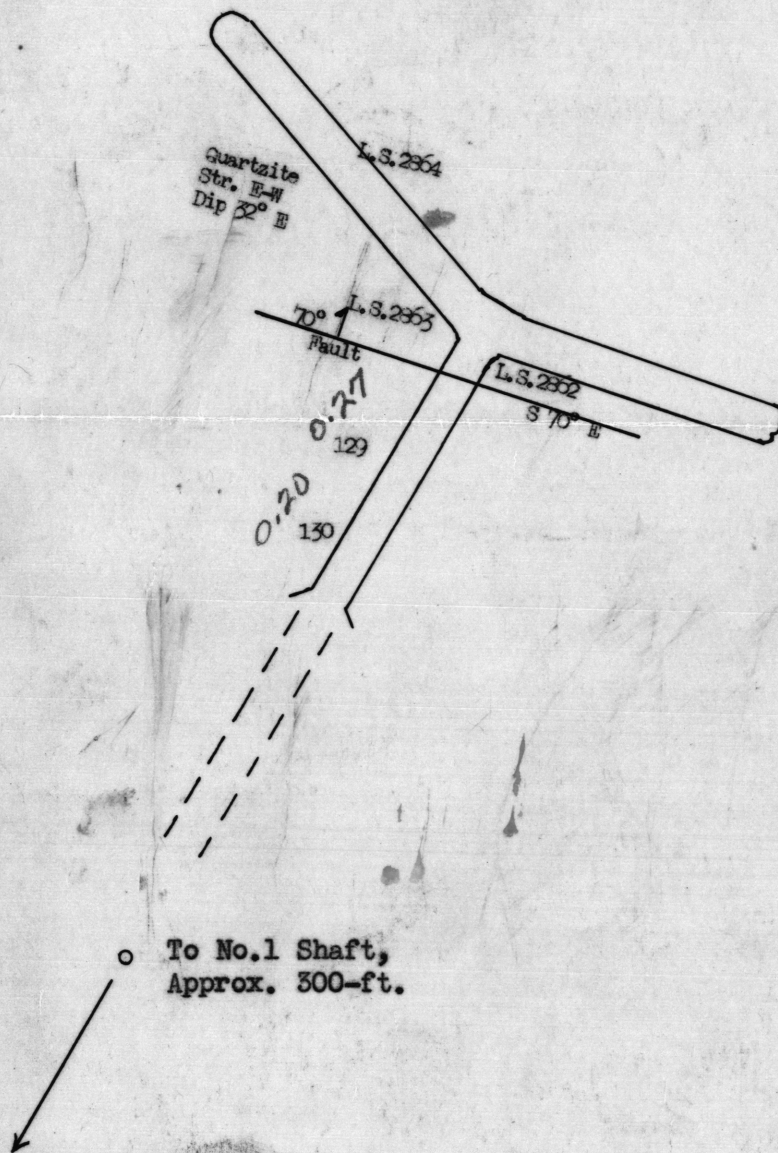 L.S.2864
Quartzite
Str. E-W
Dip 32° E
L.S.2863
70°
Fault
L.S.2862
S 70° E
0.27
129
0.20
130
To No.1 Shaft,
Approx. 300-ft.